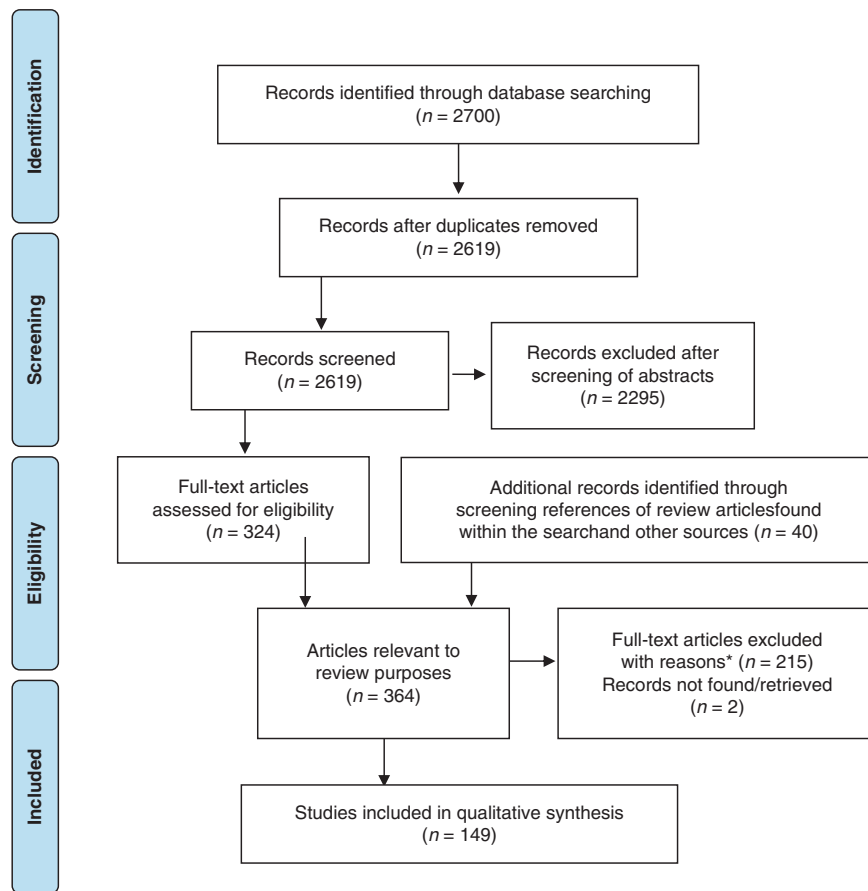 Identification
Records identified through database searching
(n = 2700)
Records after duplicates removed
(n = 2619)
Screening
Records screened
(n = 2619)
Records excluded after
screening of abstracts
(n = 2295)
Eligibility
Full-text articles
assessed for eligibility
(n = 324)
Additional records identified through
screening references of review articlesfound
within the searchand other sources (n = 40)
Articles relevant to
review purposes
(n = 364)
Full-text articles excluded
with reasons* (n = 215)
Records not found/retrieved
(n = 2)
Included
Studies included in qualitative synthesis
(n = 149)